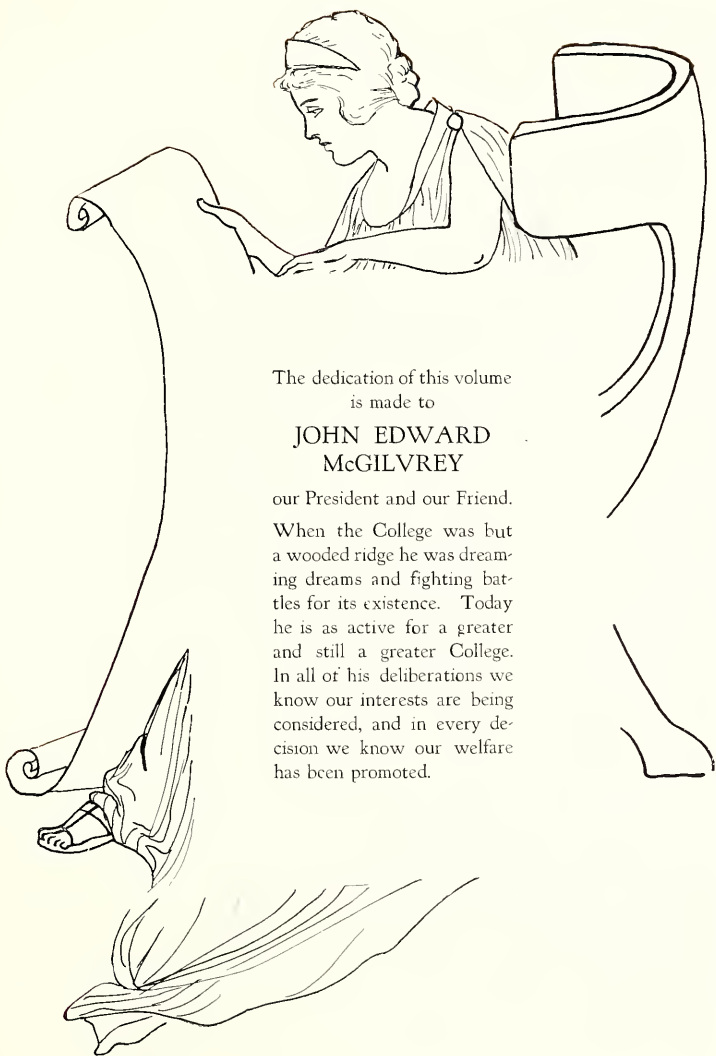 The dedication of this volume
is made to
JOHN EDWARD
McGILVREY
our President and our Friend.
When the College was but
a wooded ridge he was dream-
ing dreams and fighting bat-
tles for its existence. Today
he is as active for a greater
and still a greater College.
In all of his deliberations we
know our interests are being
considered, and in every de-
cision we know our welfare
has been promoted.